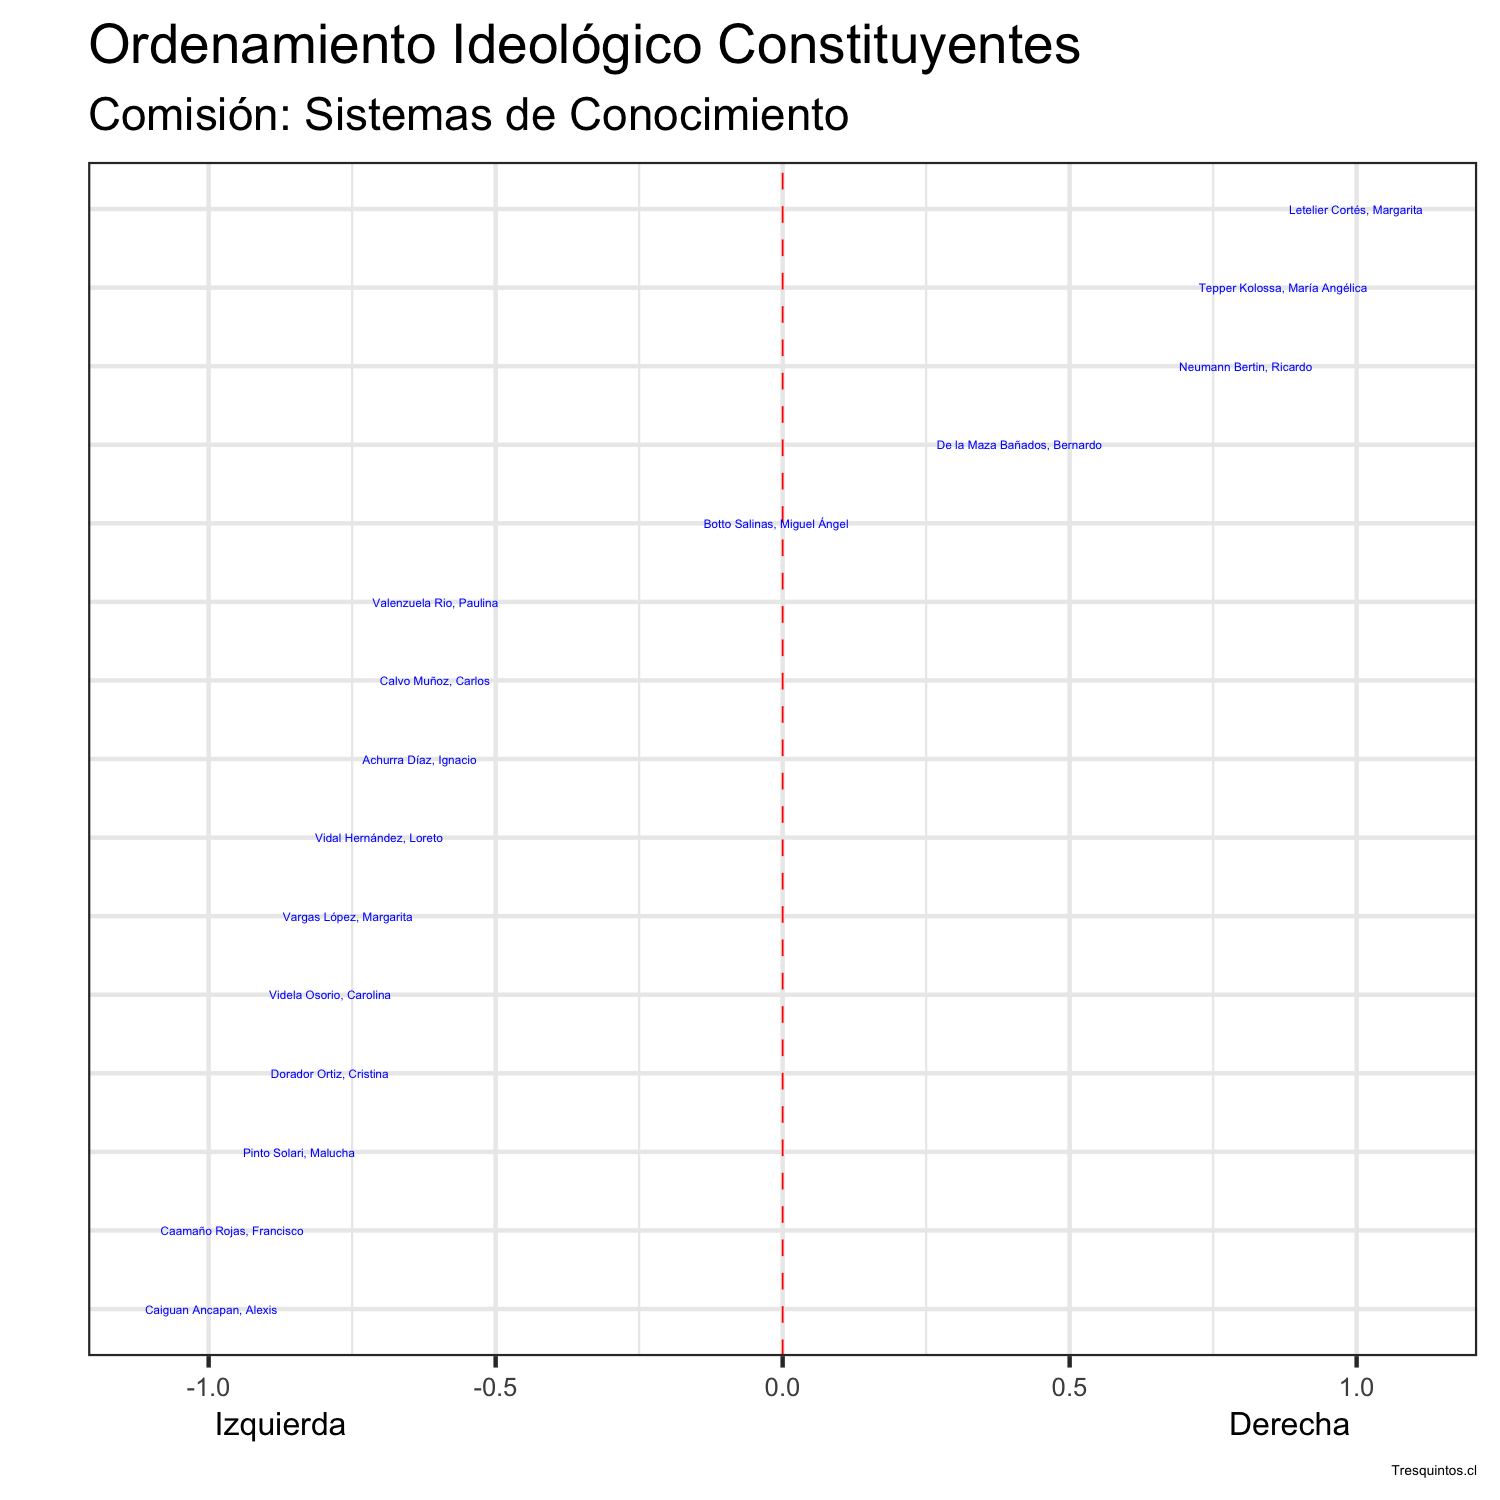 Ordenamiento Ideológico Constituyentes
Comisión: Sistemas de Conocimiento
Letelier Cortés, Margarita
Tepper Kolossa, María Angélica
Neumann Bertin, Ricardo
De la Maza Bañados, Bernardo
Botto Salinas, Miguel Ángel
Valenzuela Rio, Paulina
Calvo Muñoz, Carlos
Achurra Díaz, Ignacio
Vidal Hernández, Loreto
Vargas López, Margarita
Videla Osorio, Carolina
Dorador Ortiz, Cristina
Pinto Solari, Malucha
Caamaño Rojas, Francisco
Caiguan Ancapan, Alexis
-1.0 -0.5 0.0 0.5 1.0
Izquierda Derecha
Tresquintos.cl